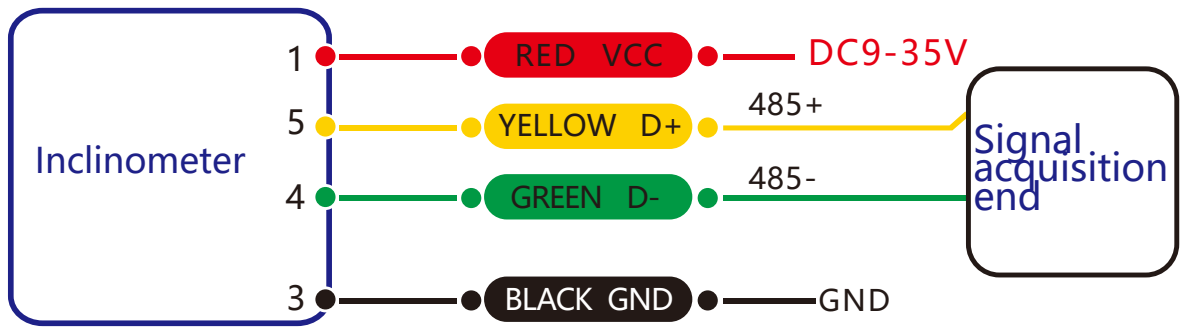 1 RED VCC DC9-35V
5 YELLOW D+ 485+
Inclinometer
Signal
acquisition
end
4 GREEN D- 485-
3 BLACK GND GND